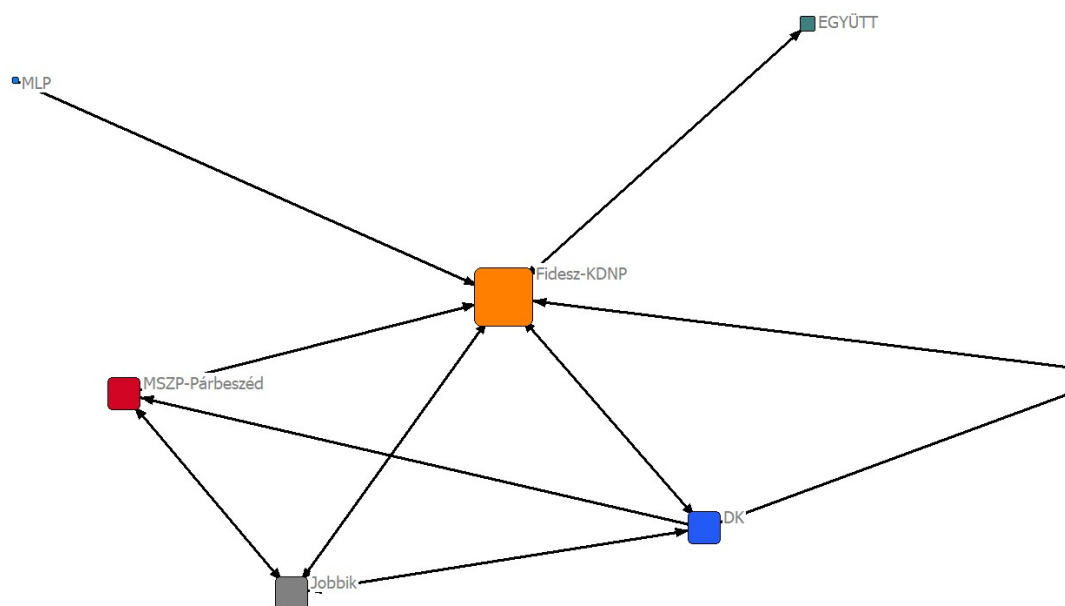 EGYÜTT
MLP
Fidesz-KDNP
MSZP-Párbeszéd
DK
Jobbik